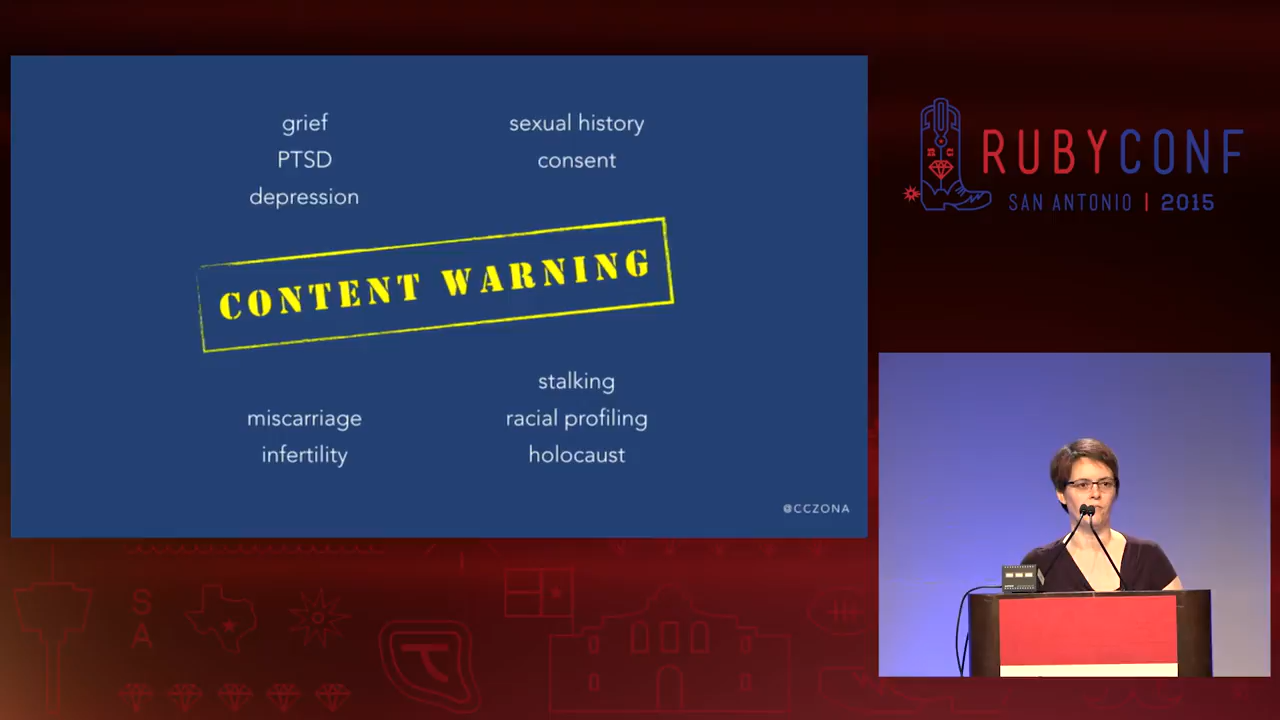 grief
PTSD
depression
sexual history
consent
CONTENT WARNING
miscarriage
infertility
stalking
racial profiling
holocaust
@CCZONA
RUBYCONF
SAN ANTONIO | 2015
S
A